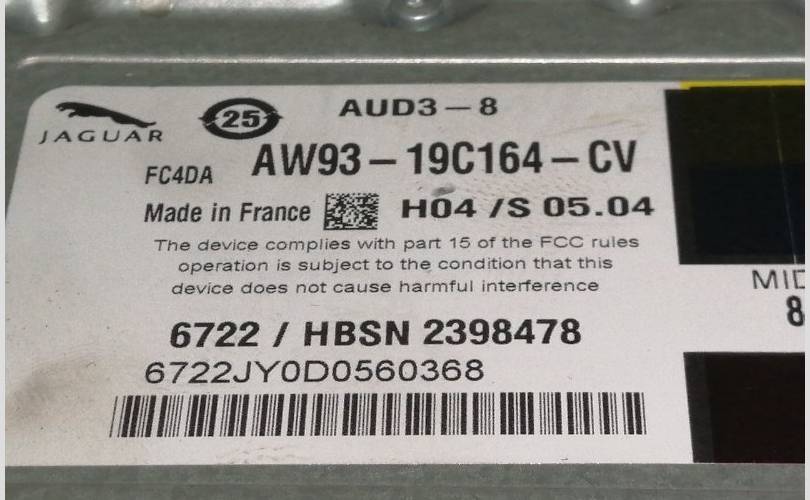 JAGUAR
25
AUD3-8
FC4DA AW93-19C164-CV
Made in France H04 /S 05.04
The device complies with part 15 of the FCC rules
operation is subject to the condition that this
device does not cause harmful interference
6722 / HBSN 2398478
6722JY0D0560368
8